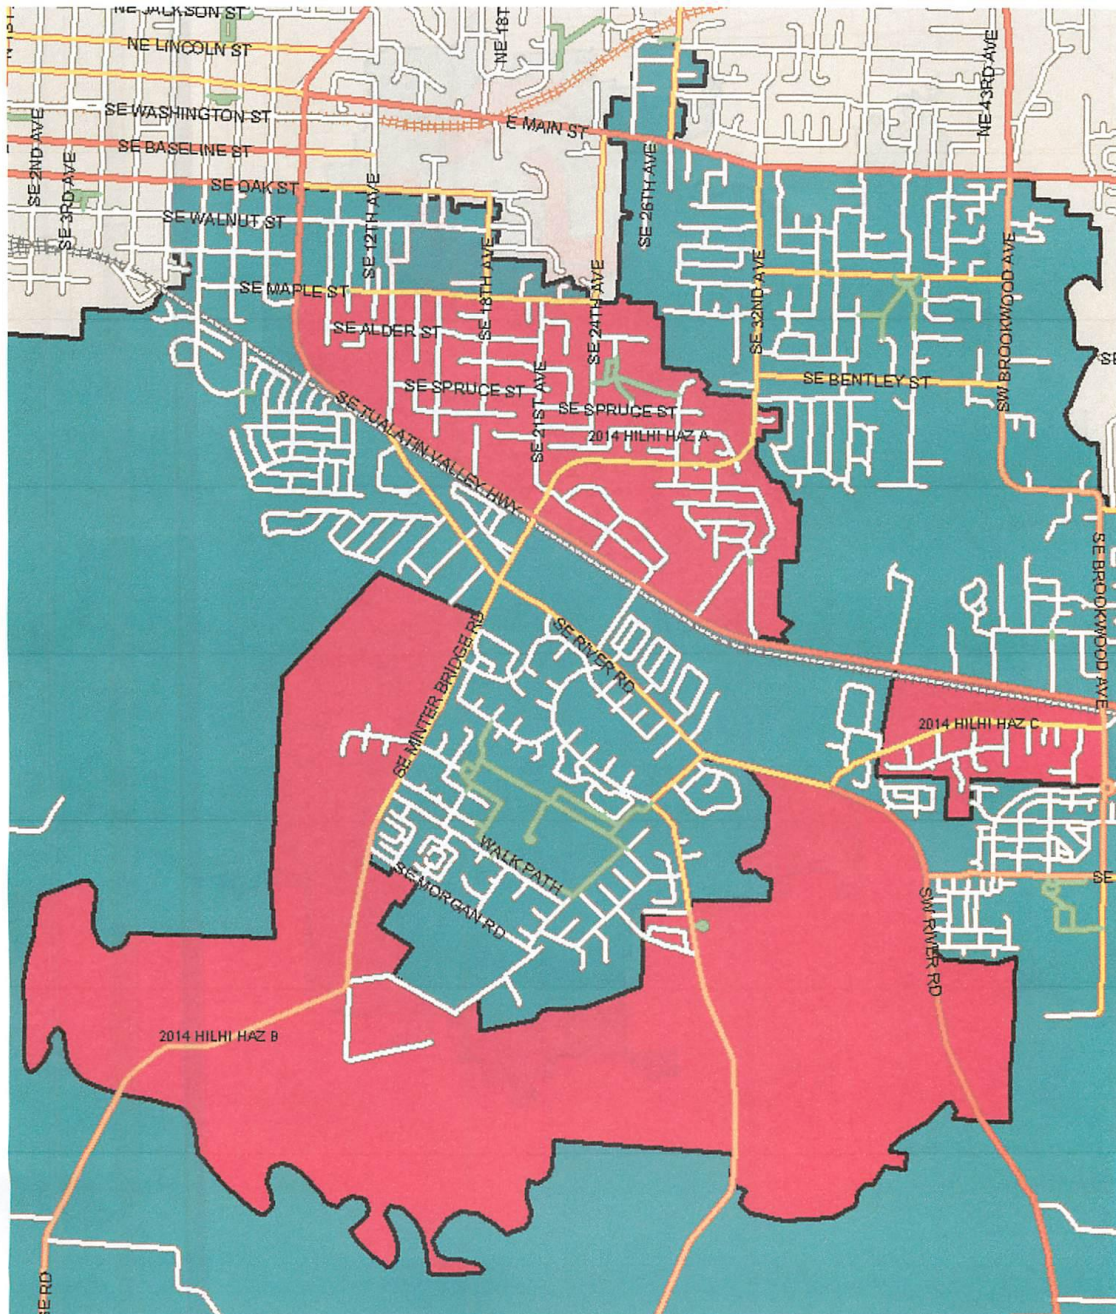 NE JACKSON ST
NE LINCOLN ST
NE 18T
NE 43RD AVE
SE WASHINGTON ST
E MAIN ST
SE BASELINE ST
SE 2ND AVE
SE 3RD AVE
SE OAK ST
SE WALNUT ST
SE 12TH AVE
SE 26TH AVE
SE MAPLE ST
SE 18TH AVE
SE 24TH AVE
SE 32ND AVE
SW BROOKWOOD AVE
SE ALDER ST
SE
SE SPRUCE ST
SE 21ST AVE
SE SPRUCE ST
SE BENTLEY ST
2014 HILHI HAZ A
SE TUALATIN VALLEY HWY
SE BROOKWOOD AVE
SE MINTER BRIDGE RD
SE RIVER RD
2014 HILHI HAZ C
WALK PATH
SE MORGAN RD
SE
SW RIVER RD
2014 HILHI HAZ B
GE RD